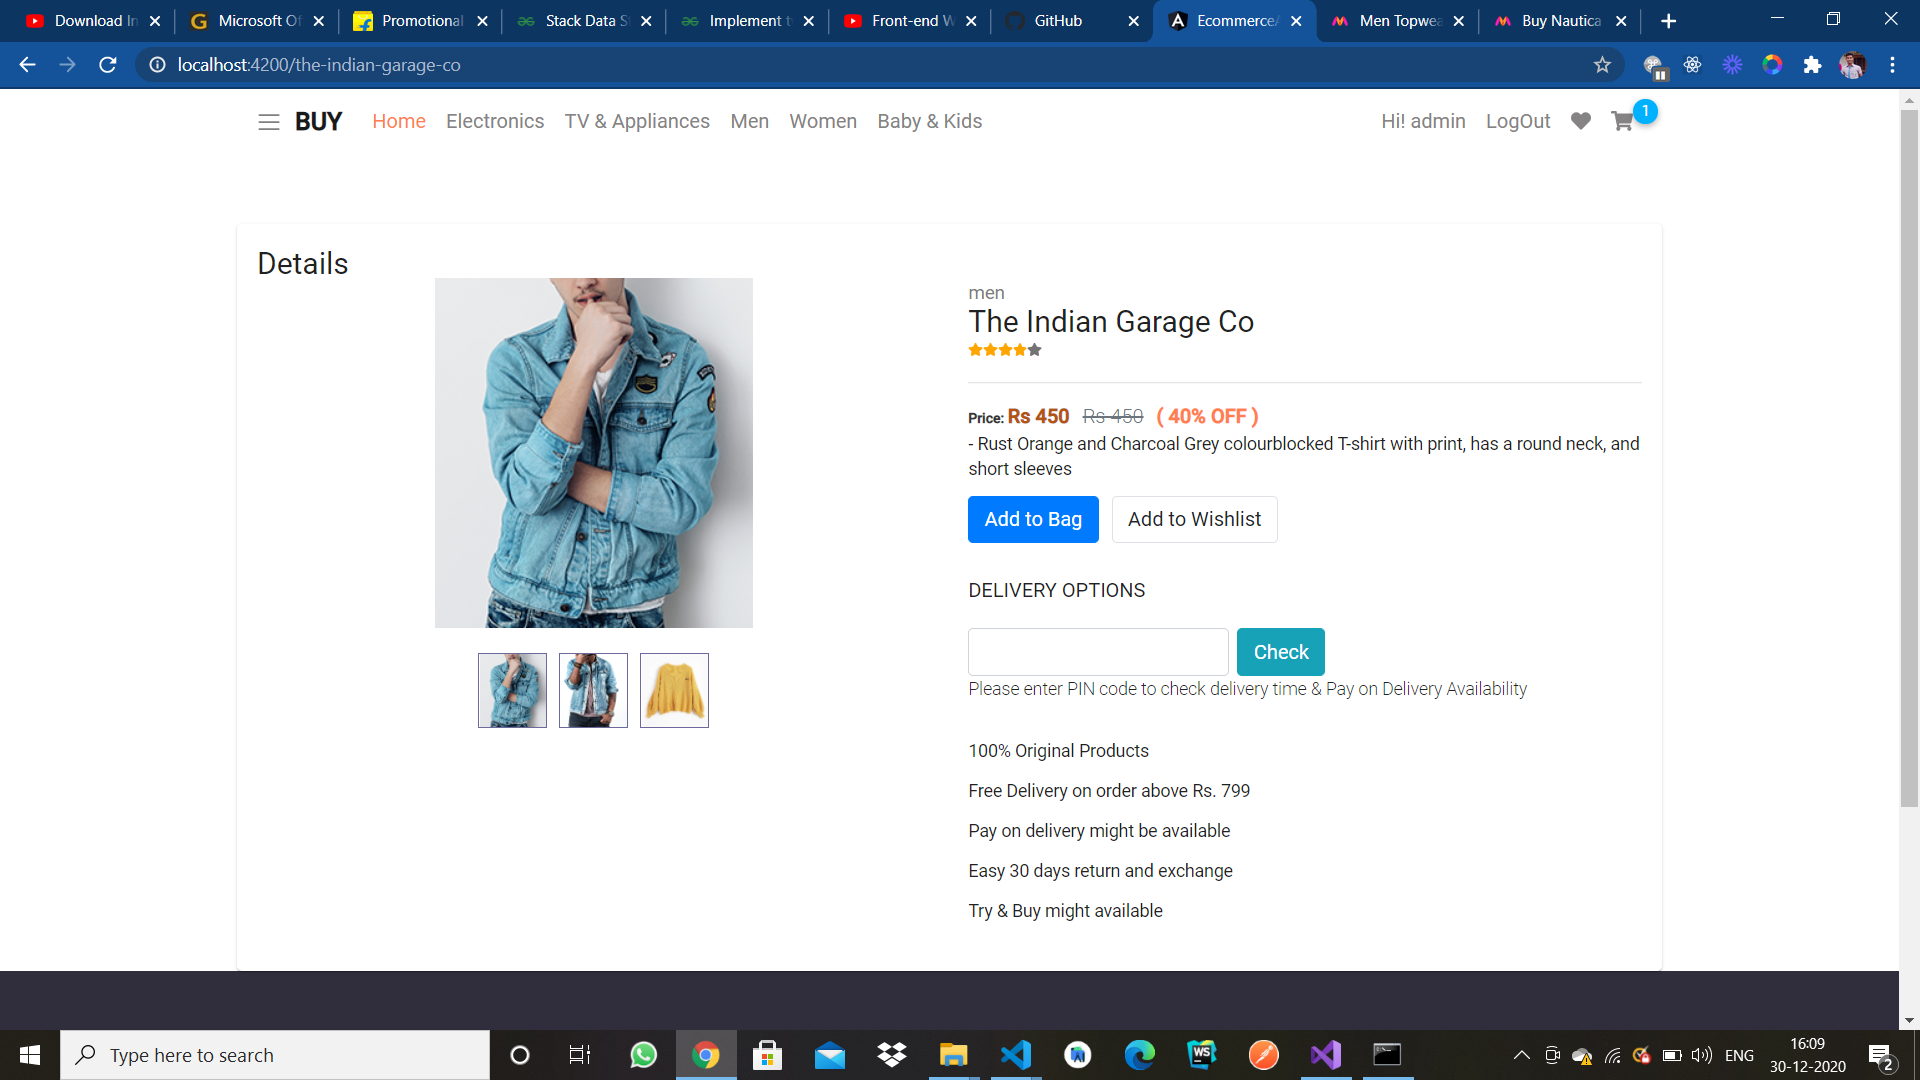 Download In
Microsoft Of
Promotional
Stack Data S
Implement t
Front-end W
GitHub
EcommerceA
Men Topwea
Buy Nautica
localhost:4200/the-indian-garage-co
BUY Home Electronics TV & Appliances Men Women Baby & Kids Hi! admin LogOut 1
Details
men
The Indian Garage Co
Price: Rs 450 Rs 450 ( 40% OFF )
- Rust Orange and Charcoal Grey colourblocked T-shirt with print, has a round neck, and
short sleeves
Add to Bag Add to Wishlist
DELIVERY OPTIONS
Check
Please enter PIN code to check delivery time & Pay on Delivery Availability
100% Original Products
Free Delivery on order above Rs. 799
Pay on delivery might be available
Easy 30 days return and exchange
Try & Buy might available
Type here to search
WS
ENG
16:09
30-12-2020
2